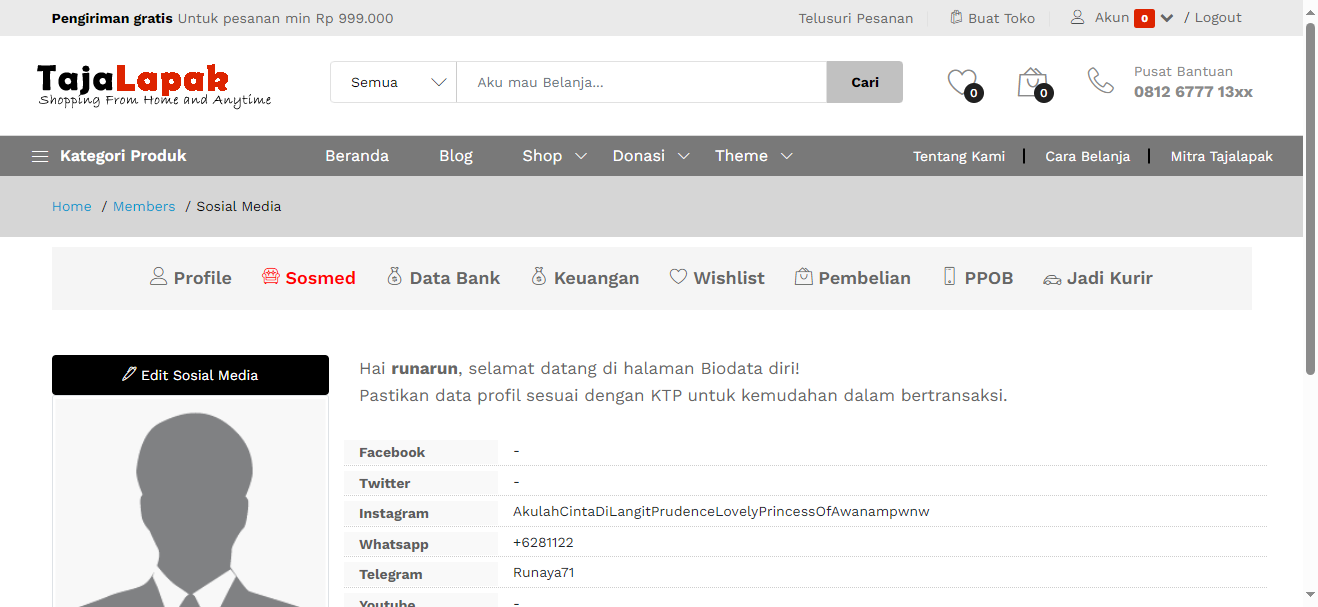 Pengiriman gratis Untuk pesanan min Rp 999.000
Telusuri Pesanan
Buat Toko
Akun 0 / Logout
TajaLapak
Shopping From Home and Anytime
Semua
Aku mau Belanja...
Cari
0
0
Pusat Bantuan
0812 6777 13xx
Kategori Produk
Beranda
Blog
Shop
Donasi
Theme
Tentang Kami
Cara Belanja
Mitra Tajalapak
Home / Members / Sosial Media
Profile
Sosmed
Data Bank
Keuangan
Wishlist
Pembelian
PPOB
Jadi Kurir
Edit Sosial Media
Hai runarun, selamat datang di halaman Biodata diri!
Pastikan data profil sesuai dengan KTP untuk kemudahan dalam bertransaksi.
Facebook -
Twitter -
Instagram AkulahCintaDiLangitPrudenceLovelyPrincessOfAwanampwnw
Whatsapp +6281122
Telegram Runaya71
Youtube -